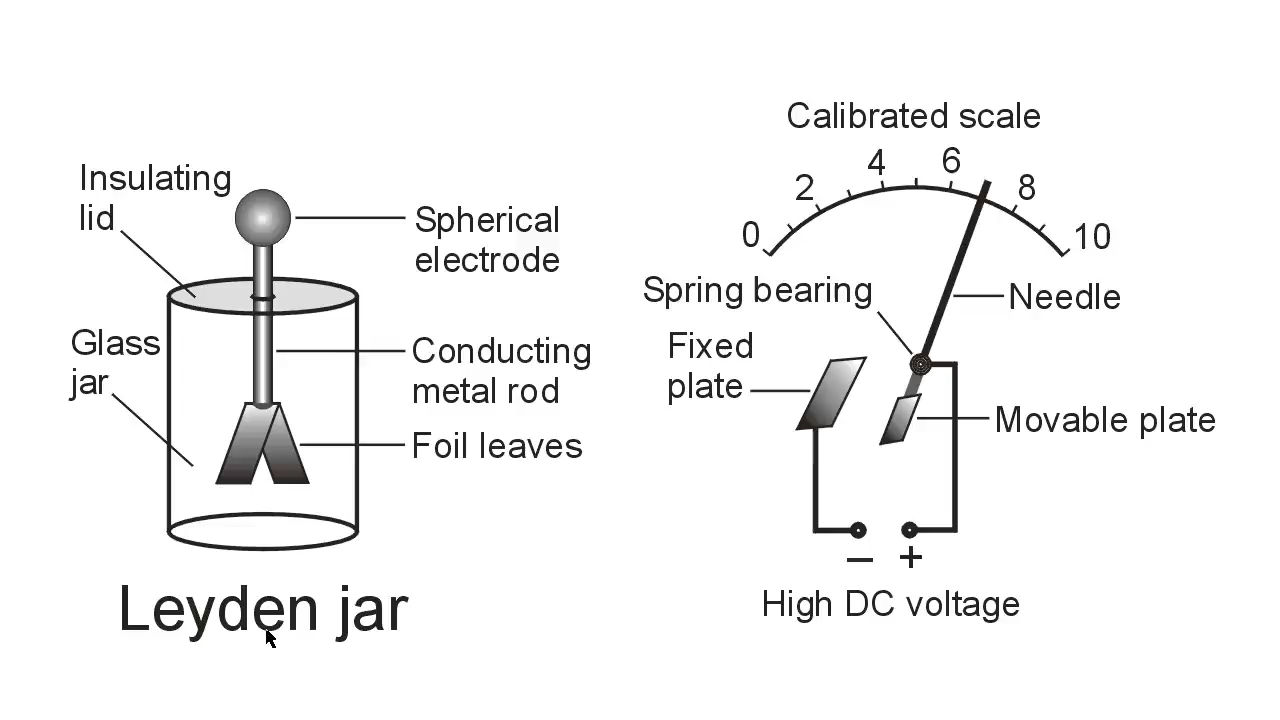 Insulating
lid
Spherical
electrode
Glass
jar
Conducting
metal rod
Foil leaves
Leyden jar
Calibrated scale
0
2
4
6
8
10
Spring bearing
Needle
Fixed
plate
Movable plate
– +
High DC voltage